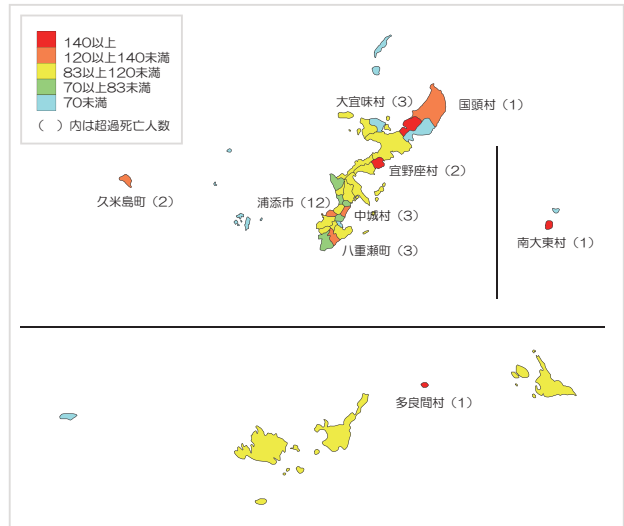 140以上
120以上140未満
83以上120未満
70以上83未満
70未満
( )内は超過死亡人数
大宜味村(3)
国頭村(1)
宜野座村(2)
久米島町(2)
浦添市(12)
中城村(3)
八重瀬町(3)
南大東村(1)
多良間村(1)